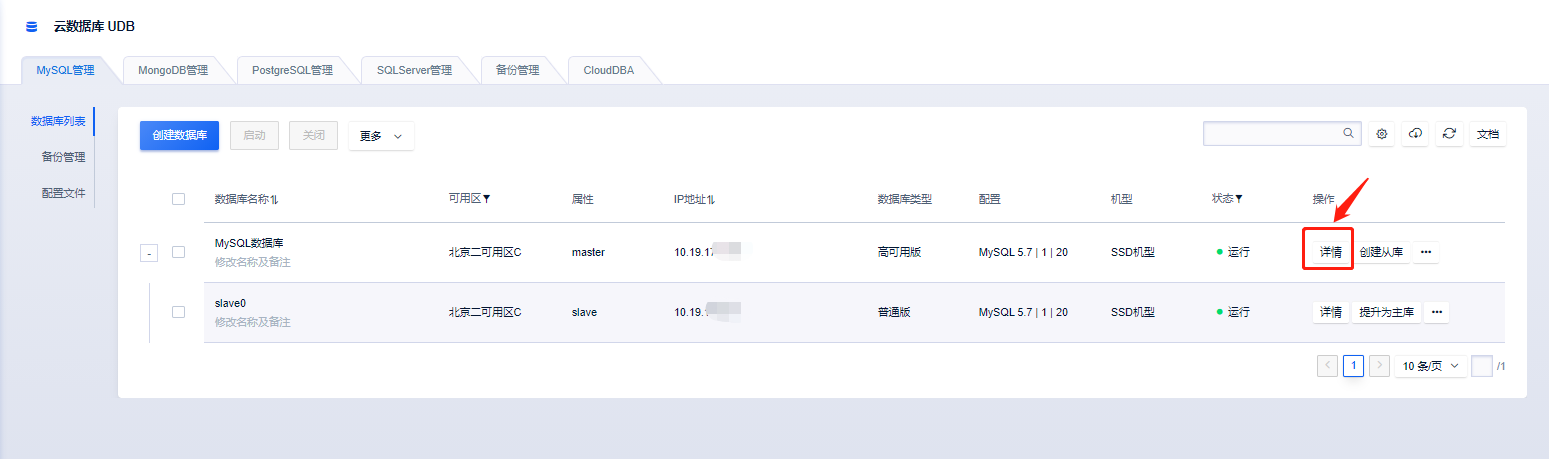 云数据库 UDB
MySQL管理 MongoDB管理 PostgreSQL管理 SQLServer管理 备份管理 CloudDBA
数据库列表
备份管理
配置文件
创建数据库 启动 关闭 更多 文档
数据库名称 可用区 属性 IP地址 数据库类型 配置 机型 状态 操作
- MySQL数据库 北京二可用区C master 10.19.17 高可用版 MySQL 5.7 | 1 | 20 SSD机型 运行 详情 创建从库 •••
修改名称及备注
slave0 北京二可用区C slave 10.19. 普通版 MySQL 5.7 | 1 | 20 SSD机型 运行 详情 提升为主库 •••
修改名称及备注
1 10 条/页 /1